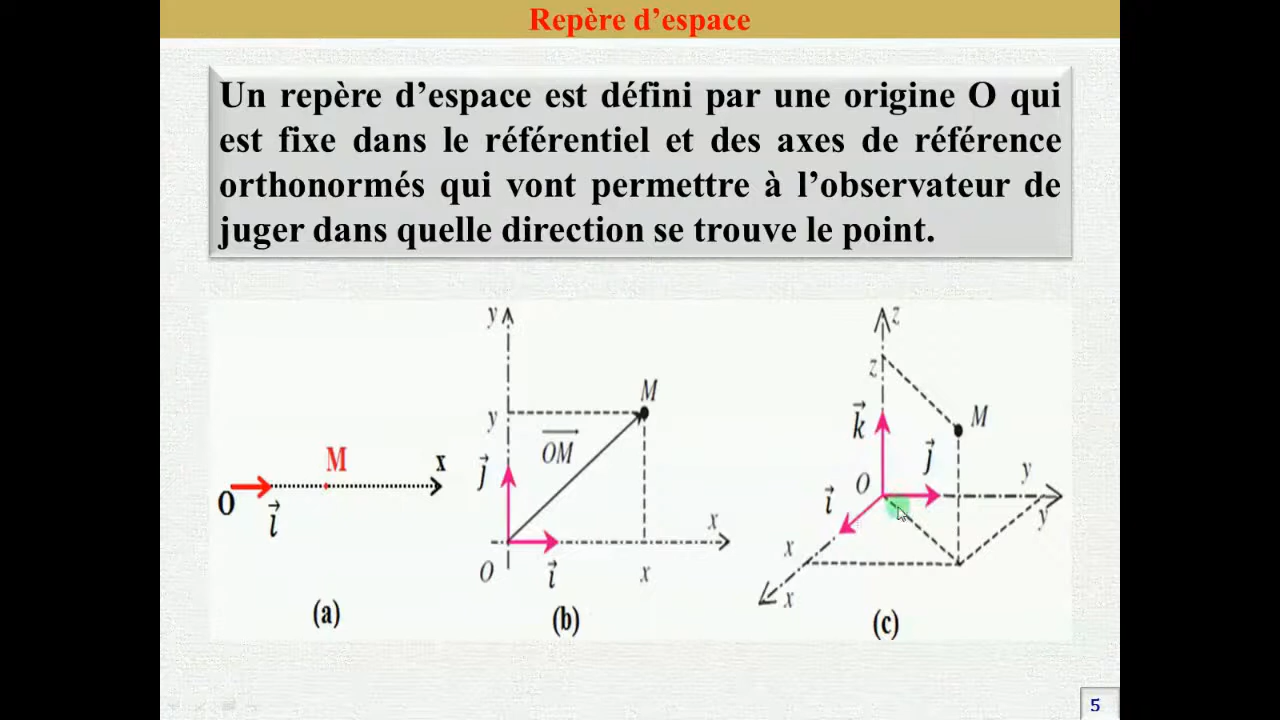 Repère d’espace
Un repère d’espace est défini par une origine O qui
est fixe dans le référentiel et des axes de référence
orthonormés qui vont permettre à l’observateur de
juger dans quelle direction se trouve le point.
O
i
M
x
(a)
y
y
j
O
i
OM
M
x
x
(b)
z
z
k
M
j
O
i
y
y
x
x
(c)
5